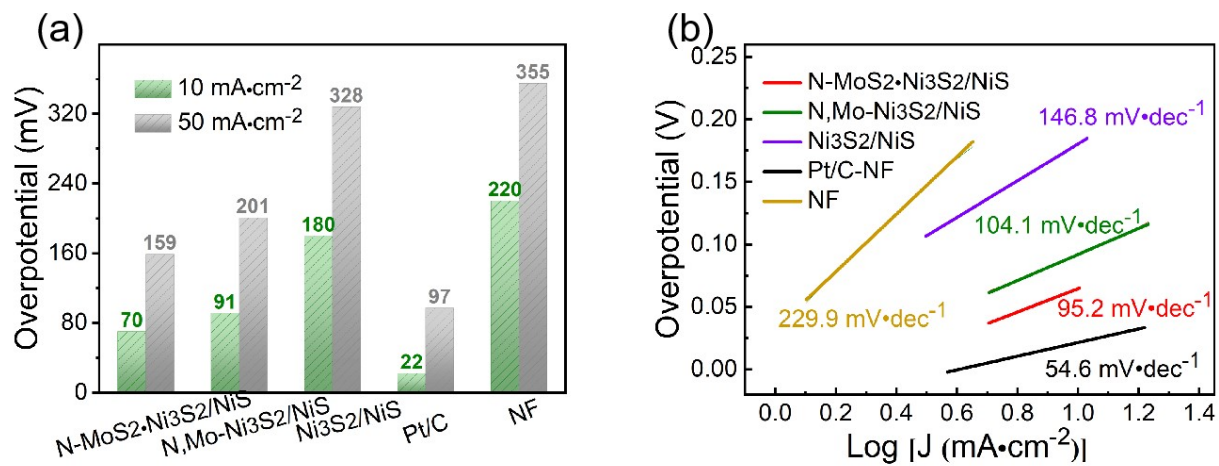 (a)
Overpotential (mV)
320
240
160
80
0
10 mA•cm-2
50 mA•cm-2
70
159
91
201
180
328
22
97
220
355
N-MoS2•Ni3S2/NiS
N,Mo-Ni3S2/NiS
Ni3S2/NiS
Pt/C
NF
(b)
Overpotential (V)
0.25
0.20
0.15
0.10
0.05
0.00
N-MoS2•Ni3S2/NiS
N,Mo-Ni3S2/NiS
Ni3S2/NiS
Pt/C-NF
NF
146.8 mV•dec⁻¹
104.1 mV•dec⁻¹
229.9 mV•dec⁻¹
95.2 mV•dec⁻¹
54.6 mV•dec⁻¹
0.0 0.2 0.4 0.6 0.8 1.0 1.2 1.4
Log [J (mA•cm⁻²)]